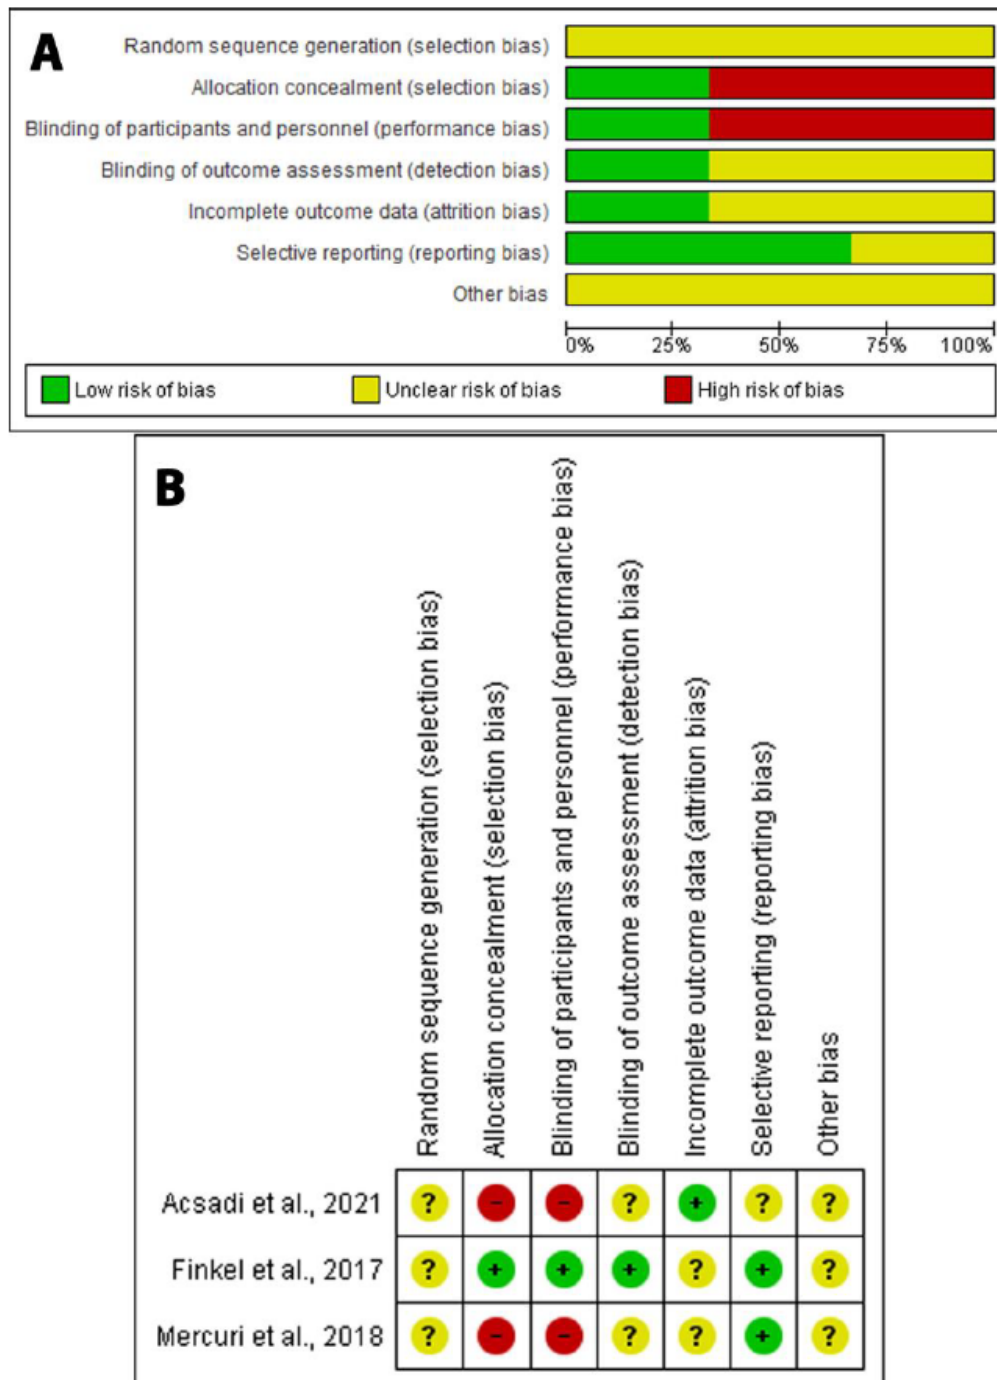 A
Random sequence generation (selection bias)
Allocation concealment (selection bias)
Blinding of participants and personnel (performance bias)
Blinding of outcome assessment (detection bias)
Incomplete outcome data (attrition bias)
Selective reporting (reporting bias)
Other bias
0% 25% 50% 75% 100%
Low risk of bias Unclear risk of bias High risk of bias
B
Random sequence generation (selection bias)
Allocation concealment (selection bias)
Blinding of participants and personnel (performance bias)
Blinding of outcome assessment (detection bias)
Incomplete outcome data (attrition bias)
Selective reporting (reporting bias)
Other bias
Acsadi et al., 2021 ? - - ? + ? ?
Finkel et al., 2017 ? + + + ? + ?
Mercuri et al., 2018 ? - - ? ? + ?